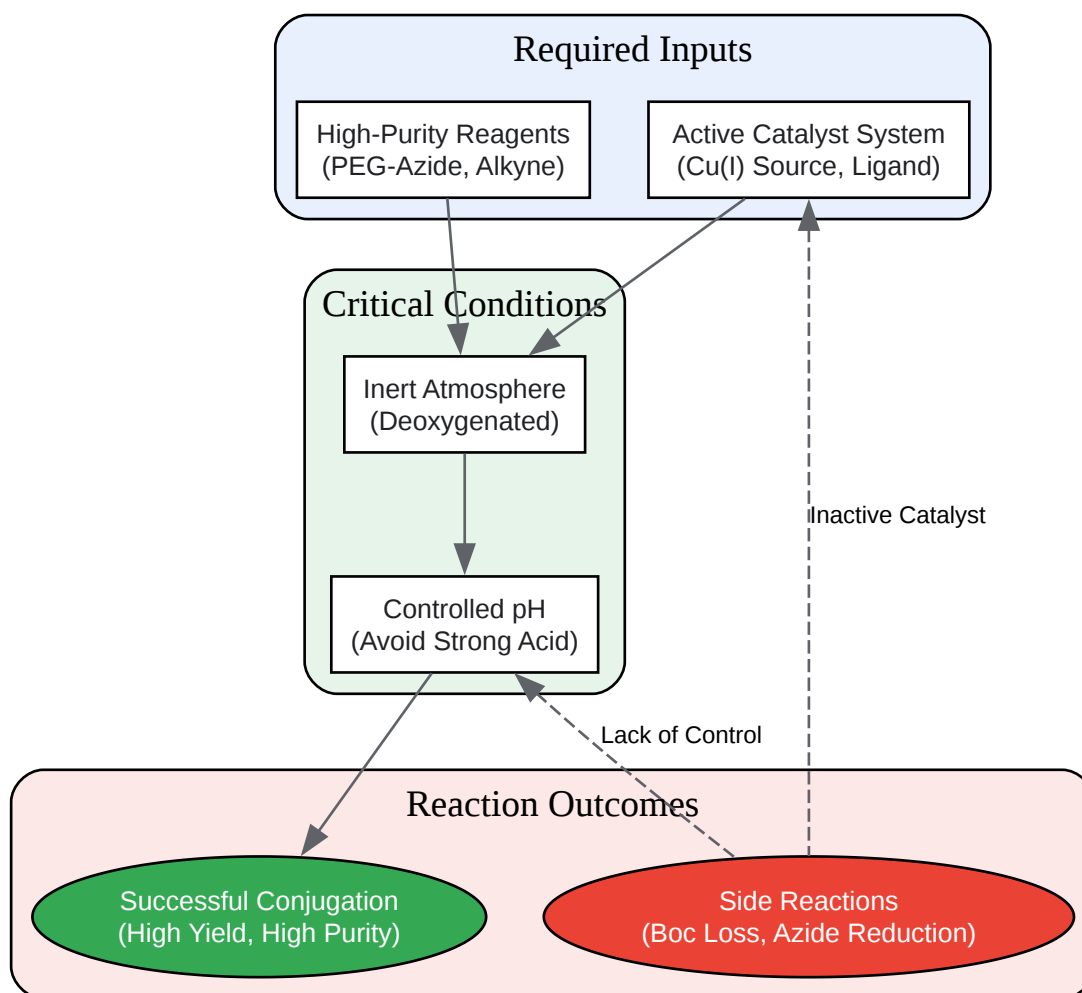 Required Inputs
High-Purity Reagents
(PEG-Azide, Alkyne)
Active Catalyst System
(Cu(I) Source, Ligand)
Critical Conditions
Inert Atmosphere
(Deoxygenated)
Inactive Catalyst
Controlled pH
(Avoid Strong Acid)
Lack of Control
Reaction Outcomes
Successful Conjugation
(High Yield, High Purity)
Side Reactions
(Boc Loss, Azide Reduction)